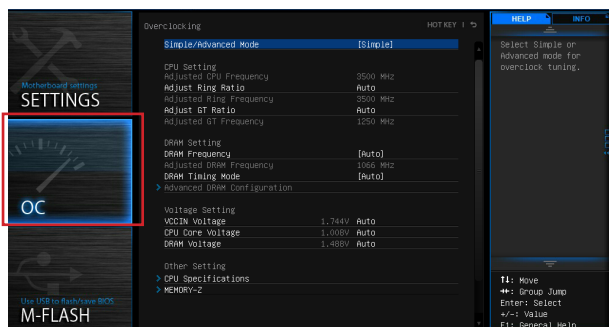 Overclocking
HOT KEY | ↩
HELP
INFO
Simple/Advanced Mode [Simple]
CPU Setting
Adjusted CPU Frequency 3500 MHz
Adjust Ring Ratio Auto
Adjusted Ring Frequency 3500 MHz
Adjust GT Ratio Auto
Adjusted GT Frequency 1250 MHz
DRAM Setting
DRAM Frequency [Auto]
Adjusted DRAM Frequency 1066 MHz
DRAM Timing Mode [Auto]
> Advanced DRAM Configuration
Voltage Setting
VCCIN Voltage 1.744V Auto
CPU Core Voltage 1.008V Auto
DRAM Voltage 1.488V Auto
Other Setting
> CPU Specifications
> MEMORY-Z
Motherboard settings
SETTINGS
OC
Use USB to flash/save BIOS
M-FLASH
Select Simple or
Advanced mode for
overclock tuning.
↑↓: Move
→←: Group Jump
Enter: Select
+/-: Value
F1: General Help